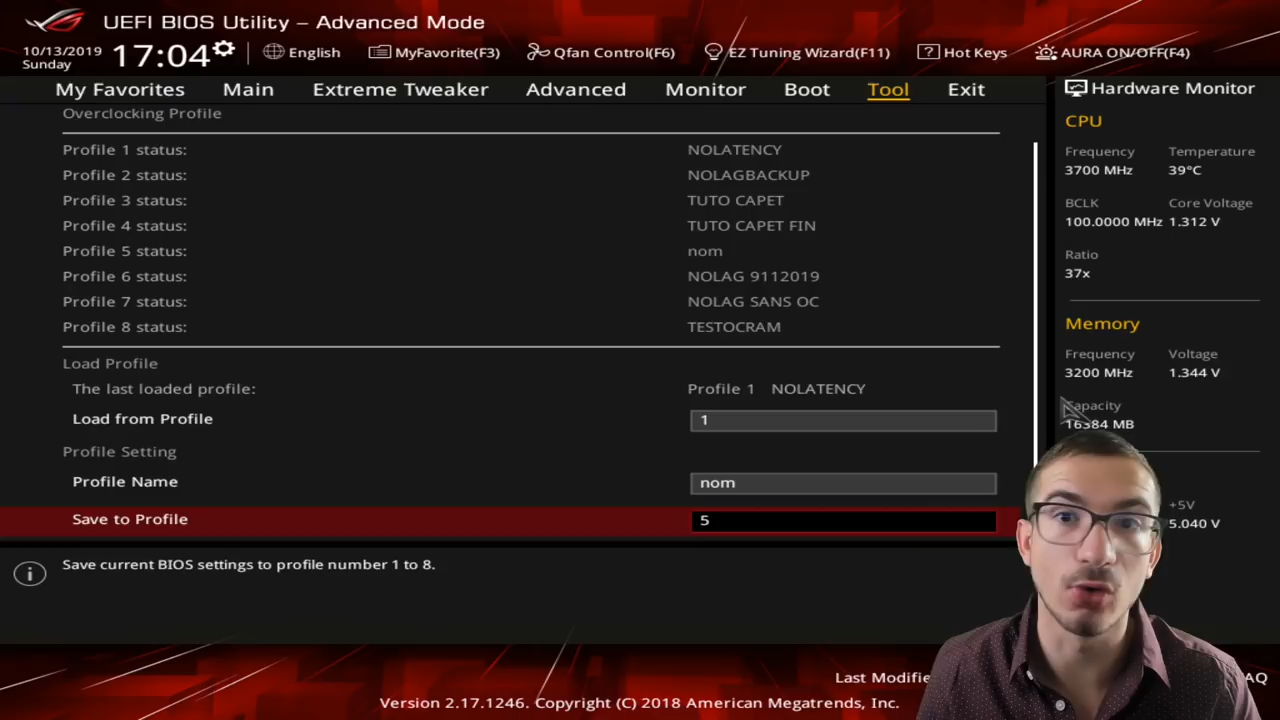 UEFI BIOS Utility – Advanced Mode
10/13/2019
Sunday
17:04
English
MyFavorite(F3)
Qfan Control(F6)
EZ Tuning Wizard(F11)
? Hot Keys
AURA ON/OFF(F4)
My Favorites Main Extreme Tweaker Advanced Monitor Boot Tool Exit
Overclocking Profile
Profile 1 status: NOLATENCY
Profile 2 status: NOLAGBACKUP
Profile 3 status: TUTO CAPET
Profile 4 status: TUTO CAPET FIN
Profile 5 status: nom
Profile 6 status: NOLAG 9112019
Profile 7 status: NOLAG SANS OC
Profile 8 status: TESTOCRAM
Load Profile
The last loaded profile: Profile 1 NOLATENCY
Load from Profile 1
Profile Setting
Profile Name nom
Save to Profile 5
i Save current BIOS settings to profile number 1 to 8.
Hardware Monitor
CPU
Frequency Temperature
3700 MHz 39°C
BCLK Core Voltage
100.0000 MHz 1.312 V
Ratio
37x
Memory
Frequency Voltage
3200 MHz 1.344 V
Capacity
16384 MB
+5V
5.040 V
Last Modifie
AQ
Version 2.17.1246. Copyright (C) 2018 American Megatrends, Inc.